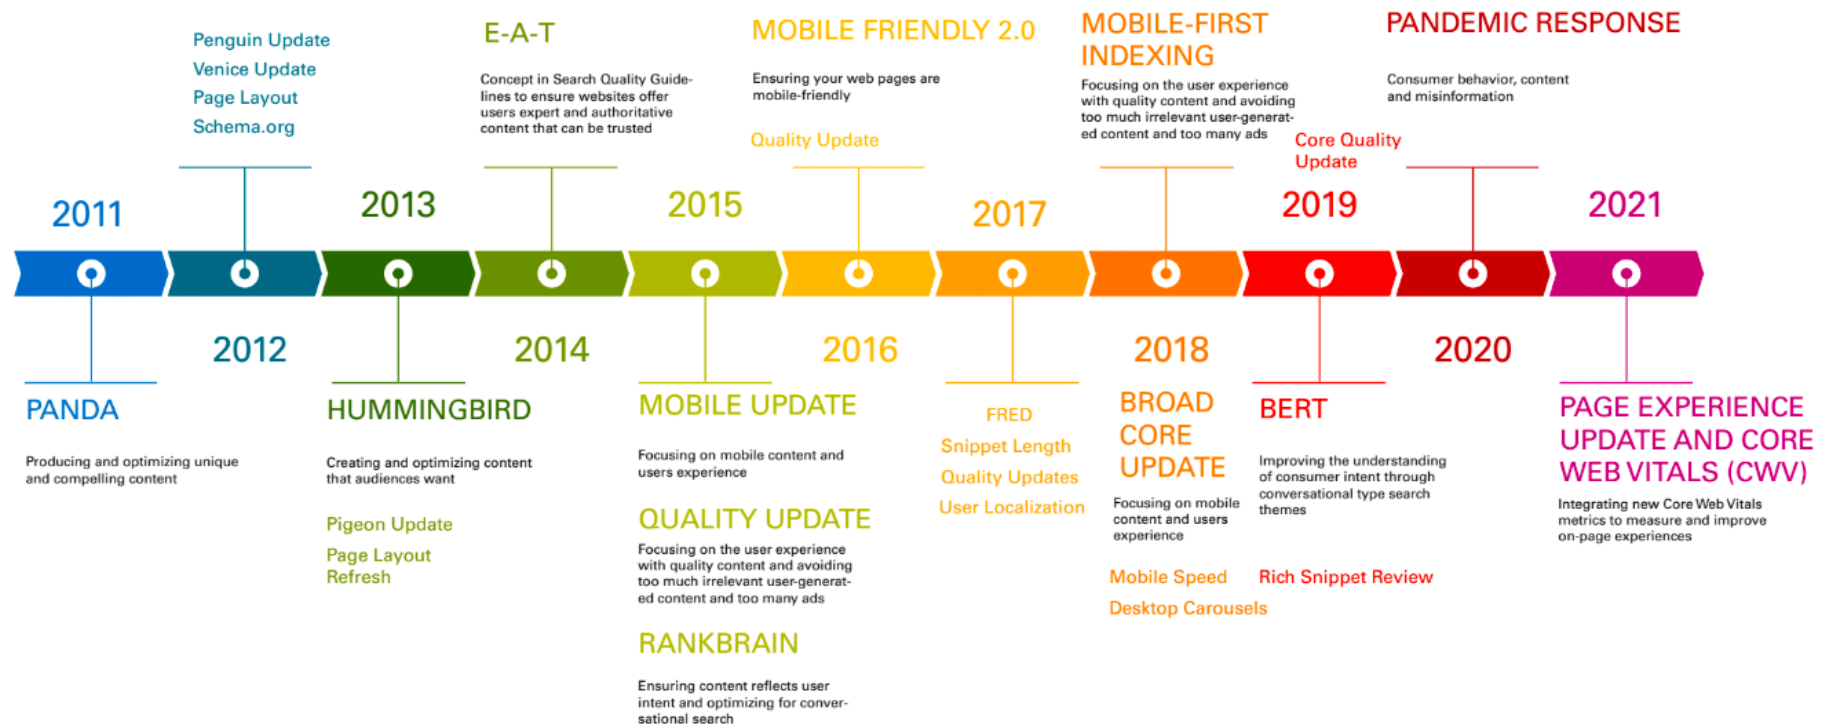 Penguin Update
Venice Update
Page Layout
Schema.org
E-A-T
Concept in Search Quality Guide-
lines to ensure websites offer
users expert and authoritative
content that can be trusted
MOBILE FRIENDLY 2.0
Ensuring your web pages are
mobile-friendly
Quality Update
MOBILE-FIRST
INDEXING
Focusing on the user experience
with quality content and avoiding
too much irrelevant user-generat-
ed content and too many ads
Core Quality
Update
PANDEMIC RESPONSE
Consumer behavior, content
and misinformation
2011
2013
2015
2017
2019
2021
2012
2014
2016
2018
2020
PANDA
Producing and optimizing unique
and compelling content
HUMMINGBIRD
Creating and optimizing content
that audiences want
Pigeon Update
Page Layout
Refresh
MOBILE UPDATE
Focusing on mobile content and
users experience
QUALITY UPDATE
Focusing on the user experience
with quality content and avoiding
too much irrelevant user-generat-
ed content and too many ads
RANKBRAIN
Ensuring content reflects user
intent and optimizing for conver-
sational search
FRED
Snippet Length
Quality Updates
User Localization
BROAD
CORE
UPDATE
Focusing on mobile
content and users
experience
Mobile Speed
Desktop Carousels
BERT
Improving the understanding
of consumer intent through
conversational type search
themes
Rich Snippet Review
PAGE EXPERIENCE
UPDATE AND CORE
WEB VITALS (CWV)
Integrating new Core Web Vitals
metrics to measure and improve
on-page experiences